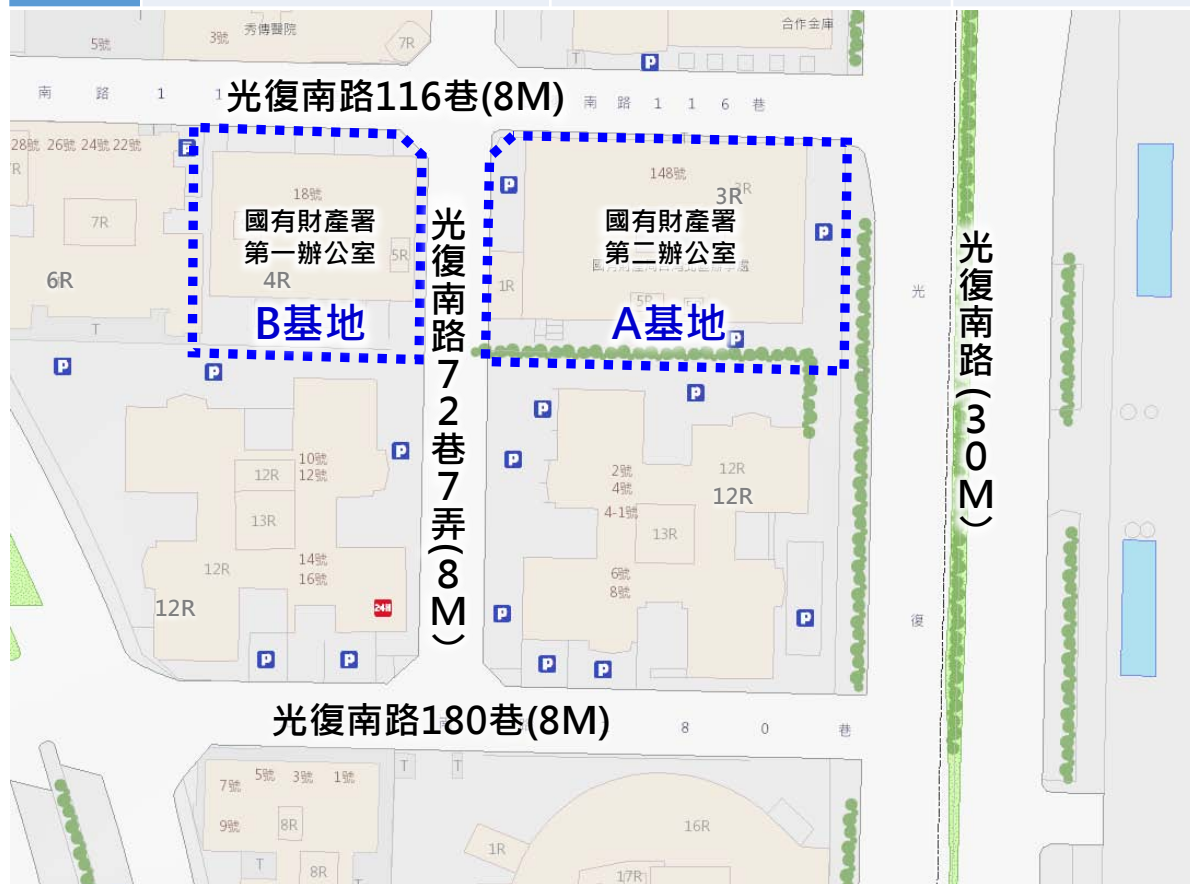 5號
3號
秀傳醫院
7R
合作金庫
T
P
南 路 1 1
光復南路116巷(8M)
南 路 1 1 6 巷
28號 26號 24號 22號
P
7R
6R
T
18號
國有財產署
第一辦公室
5R
4R
B基地
P
148號
3R
國有財產署
第二辦公室
P
1R
5R
A基地
P
光復南路72巷7弄(8M)
光復南路(30M)
光
復
P
P
P
P
P
P
10號
12號
12R
13R
14號
16號
12R
12R
24H
P
P
2號
4號
4-1號
12R
12R
13R
6號
8號
P
P
P
P
光復南路180巷(8M)
8 0 巷
T
T
7號
5號
3號
1號
9號
8R
T
8R
1R
16R
17R